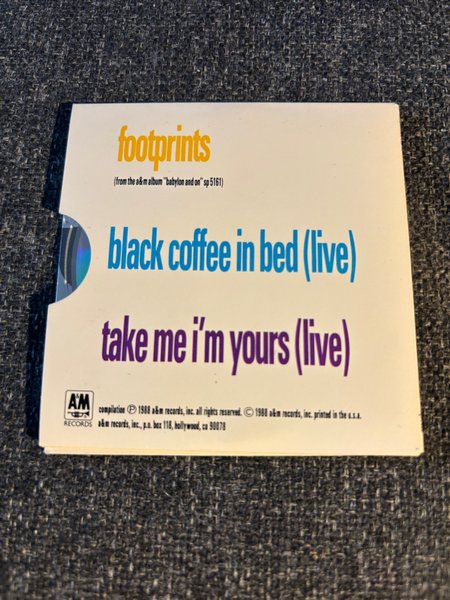 footprints
(from the a&m album "babylon and on" sp 5161)
black coffee in bed (live)
take me i'm yours (live)
A&M
RECORDS
compilation ℗ 1988 a&m records, inc. all rights reserved. © 1988 a&m records, inc. printed in the u.s.a.
a&m records, inc., p.o. box 118, hollywood, ca 90078